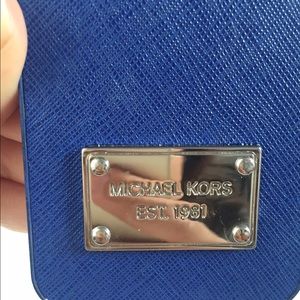 MICHAEL KORS
EST. 1981